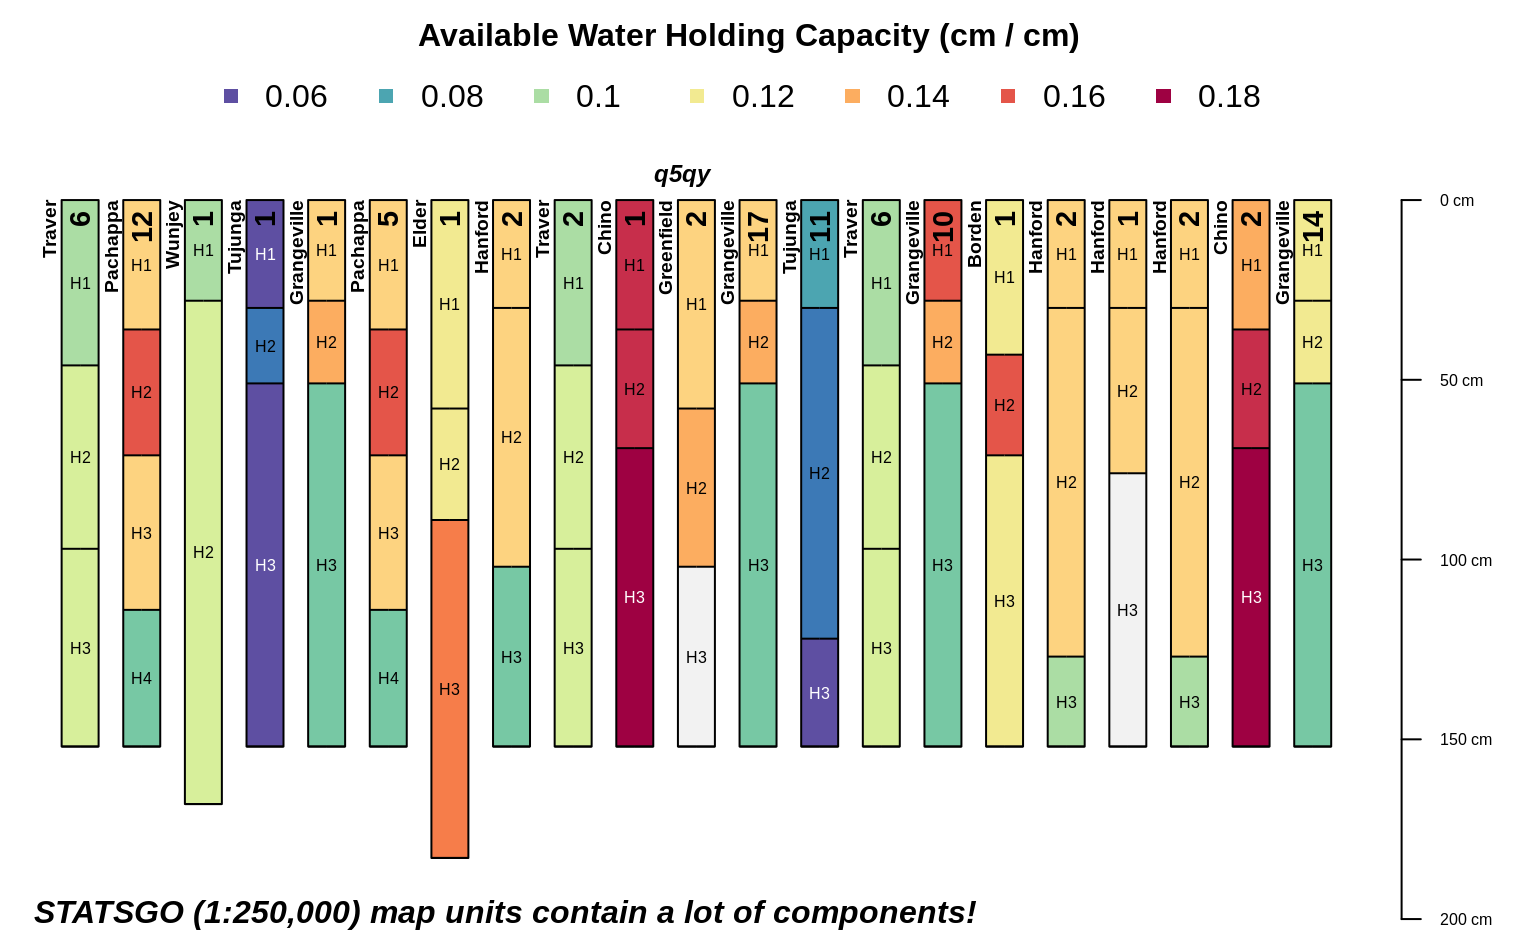 Available Water Holding Capacity (cm / cm)
0.06 0.08 0.1 0.12 0.14 0.16 0.18
q5qy
Traver 6 H1 H2 H3
Pachappa 12 H1 H2 H3 H4
Wunjey 1 H1 H2
Tujunga 1 H1 H2 H3
Grangeville 1 H1 H2 H3
Pachappa 5 H1 H2 H3 H4
Elder 1 H1 H2 H3
Hanford 2 H1 H2 H3
Traver 2 H1 H2 H3
Chino 1 H1 H2 H3
Greenfield 2 H1 H2 H3
Grangeville 17 H1 H2 H3
Tujunga 11 H1 H2 H3
Traver 6 H1 H2 H3
Grangeville 10 H1 H2 H3
Borden 1 H1 H2 H3
Hanford 2 H1 H2 H3
Hanford 1 H1 H2 H3
Hanford 2 H1 H2 H3
Chino 2 H1 H2 H3
Grangeville 14 H1 H2 H3
0 cm
50 cm
100 cm
150 cm
200 cm
STATSGO (1:250,000) map units contain a lot of components!